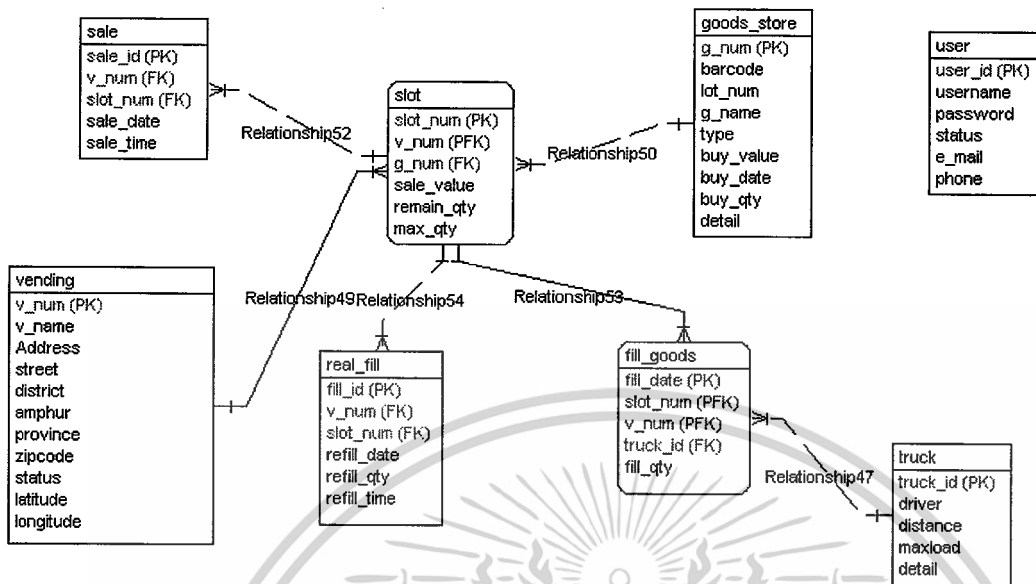 sale
sale_id (PK)
v_num (FK)
slot_num (FK)
sale_date
sale_time
Relationship52
slot
slot_num (PK)
v_num (PFK)
g_num (FK)
sale_value
remain_qty
max_qty
goods_store
g_num (PK)
barcode
lot_num
g_name
type
buy_value
buy_date
buy_qty
detail
Relationship50
user
user_id (PK)
username
password
status
e_mail
phone
vending
v_num (PK)
v_name
Address
street
district
amphur
province
zipcode
status
latitude
longitude
Relationship49
Relationship54
Relationship53
real_fill
fill_id (PK)
v_num (FK)
slot_num (FK)
refill_date
refill_qty
refill_time
fill_goods
fill_date (PK)
slot_num (PFK)
v_num (PFK)
truck_id (FK)
fill_qty
Relationship47
truck
truck_id (PK)
driver
distance
maxload
detail